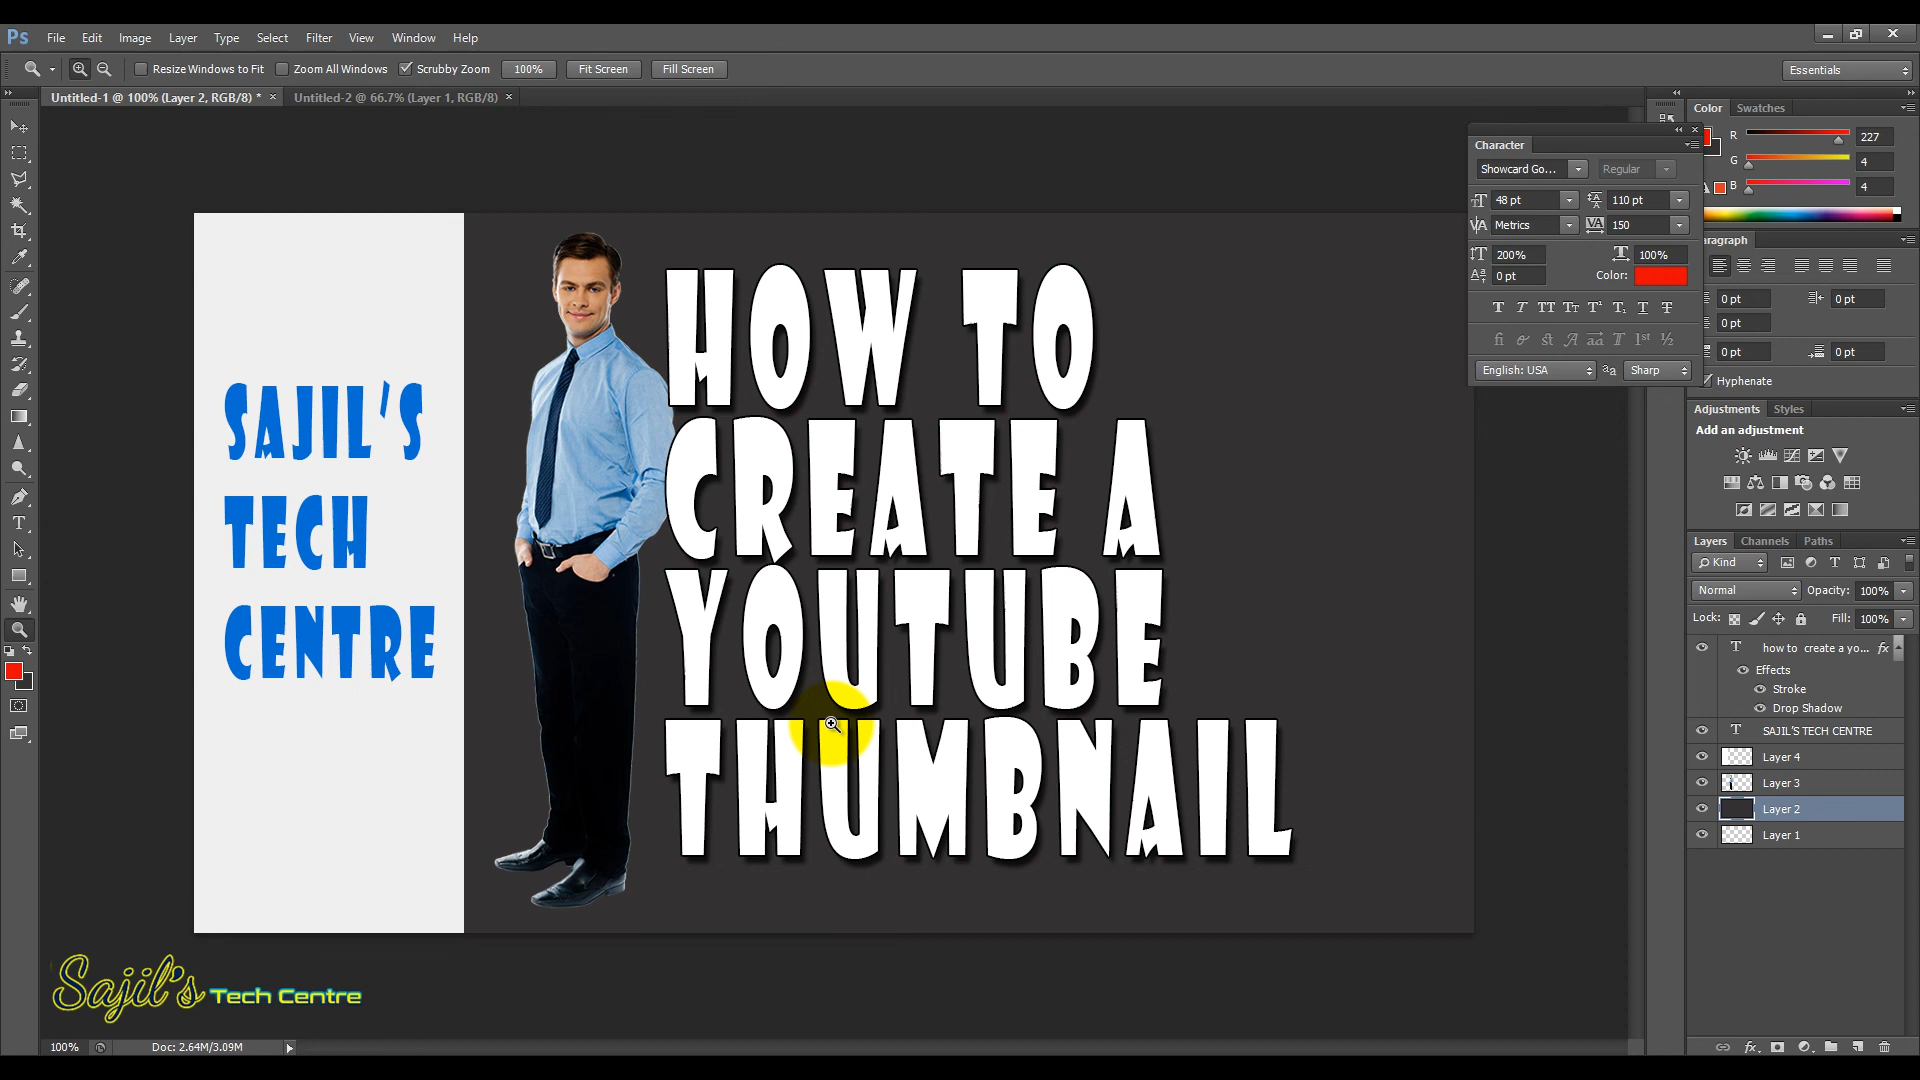 Ps File Edit Image Layer Type Select Filter View Window Help
Resize Windows to Fit Zoom All Windows Scrubby Zoom 100% Fit Screen Fill Screen Essentials
Untitled-1 @ 100% (Layer 2, RGB/8) * × Untitled-2 @ 66.7% (Layer 1, RGB/8) ×
Color Swatches
R 227
G 4
B 4
Character
Showcard Go... Regular
48 pt 110 pt
Metrics 150
200% 100%
0 pt Color:
English: USA Sharp
aragraph
0 pt 0 pt
0 pt
0 pt 0 pt
Hyphenate
Adjustments Styles
Add an adjustment
Layers Channels Paths
Kind
Normal Opacity: 100%
Lock: Fill: 100%
how to create a yo... fx
Effects
Stroke
Drop Shadow
SAJIL'S TECH CENTRE
Layer 4
Layer 3
Layer 2
Layer 1
SAJIL'S
TECH
CENTRE
HOW TO
CREATE A
YOUTUBE
THUMBNAIL
Sajil's Tech Centre
100% Doc: 2.64M/3.09M